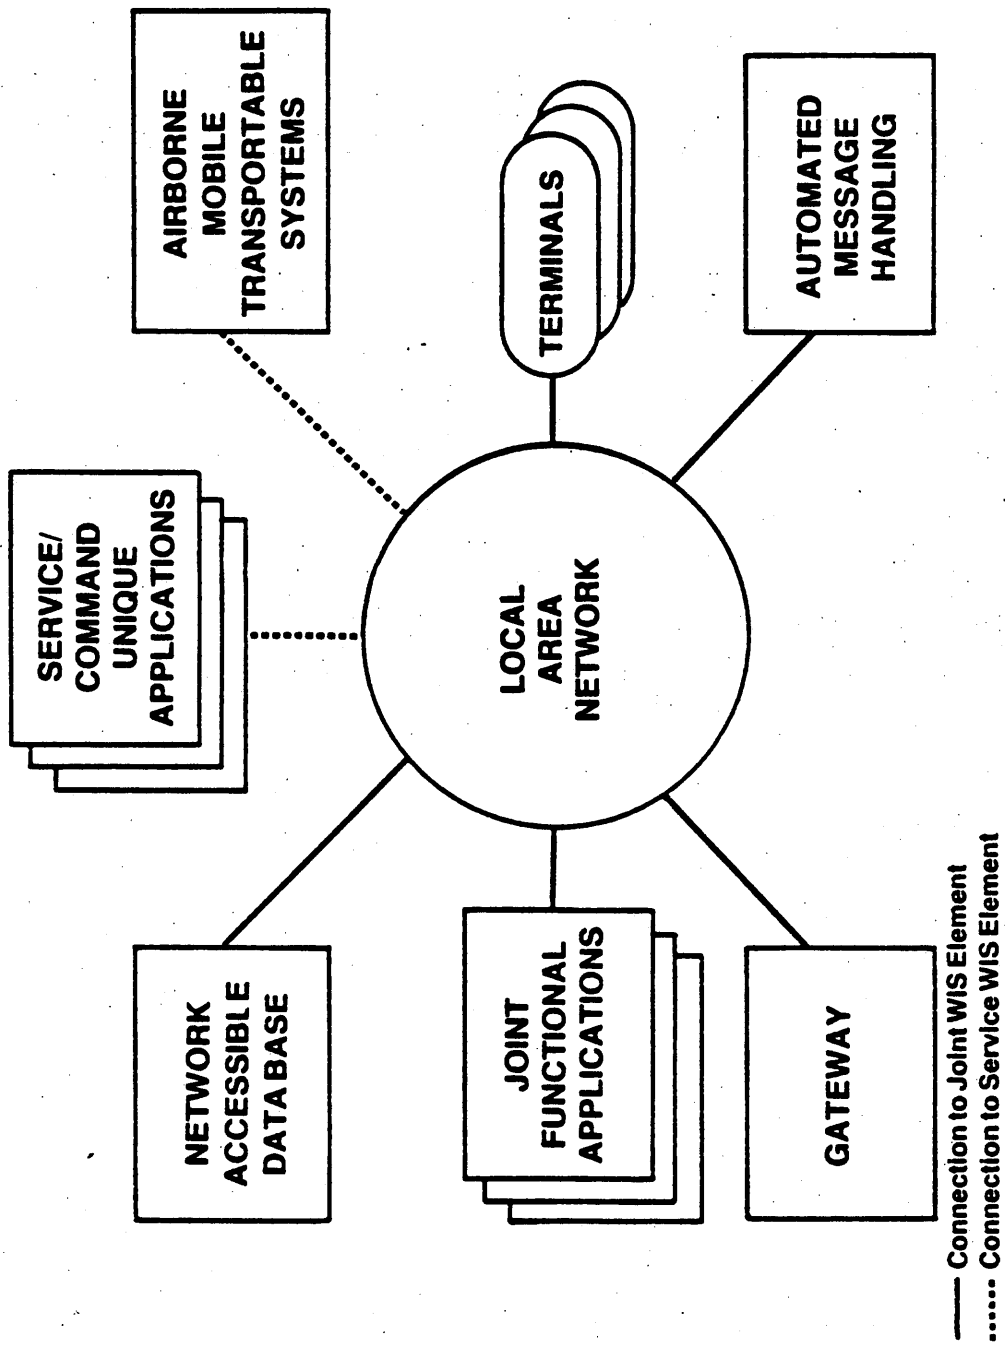 SERVICE/
COMMAND
UNIQUE
APPLICATIONS
NETWORK
ACCESSIBLE
DATA BASE
AIRBORNE
MOBILE
TRANSPORTABLE
SYSTEMS
JOINT
FUNCTIONAL
APPLICATIONS
LOCAL
AREA
NETWORK
TERMINALS
GATEWAY
AUTOMATED
MESSAGE
HANDLING
Connection to Joint WIS Element
Connection to Service WIS Element